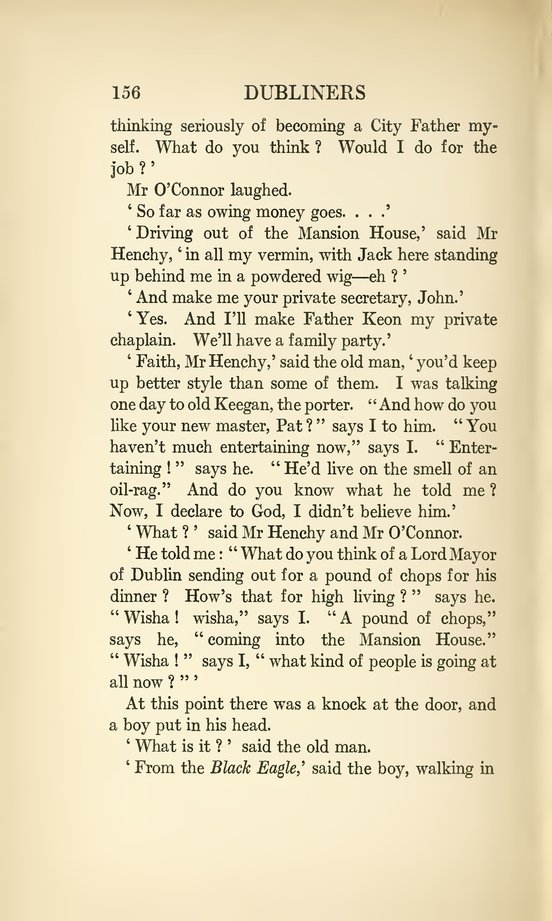 156 DUBLINERS
thinking seriously of becoming a City Father my-
self. What do you think ? Would I do for the
job ? ’
Mr O’Connor laughed.
‘ So far as owing money goes. . . .’
‘ Driving out of the Mansion House,’ said Mr
Henchy, ‘ in all my vermin, with Jack here standing
up behind me in a powdered wig—eh ? ’
‘ And make me your private secretary, John.’
‘ Yes. And I’ll make Father Keon my private
chaplain. We’ll have a family party.’
‘ Faith, Mr Henchy,’ said the old man, ‘ you’d keep
up better style than some of them. I was talking
one day to old Keegan, the porter. “ And how do you
like your new master, Pat ? ” says I to him. “ You
haven’t much entertaining now,” says I. “ Enter-
taining ! ” says he. “ He’d live on the smell of an
oil-rag.” And do you know what he told me ?
Now, I declare to God, I didn’t believe him.’
‘ What ? ’ said Mr Henchy and Mr O’Connor.
‘ He told me : “ What do you think of a Lord Mayor
of Dublin sending out for a pound of chops for his
dinner ? How’s that for high living ? ” says he.
“ Wisha ! wisha,” says I. “ A pound of chops,”
says he, “ coming into the Mansion House.”
“ Wisha ! ” says I, “ what kind of people is going at
all now ? ” ’
At this point there was a knock at the door, and
a boy put in his head.
‘ What is it ? ’ said the old man.
‘ From the Black Eagle,’ said the boy, walking in